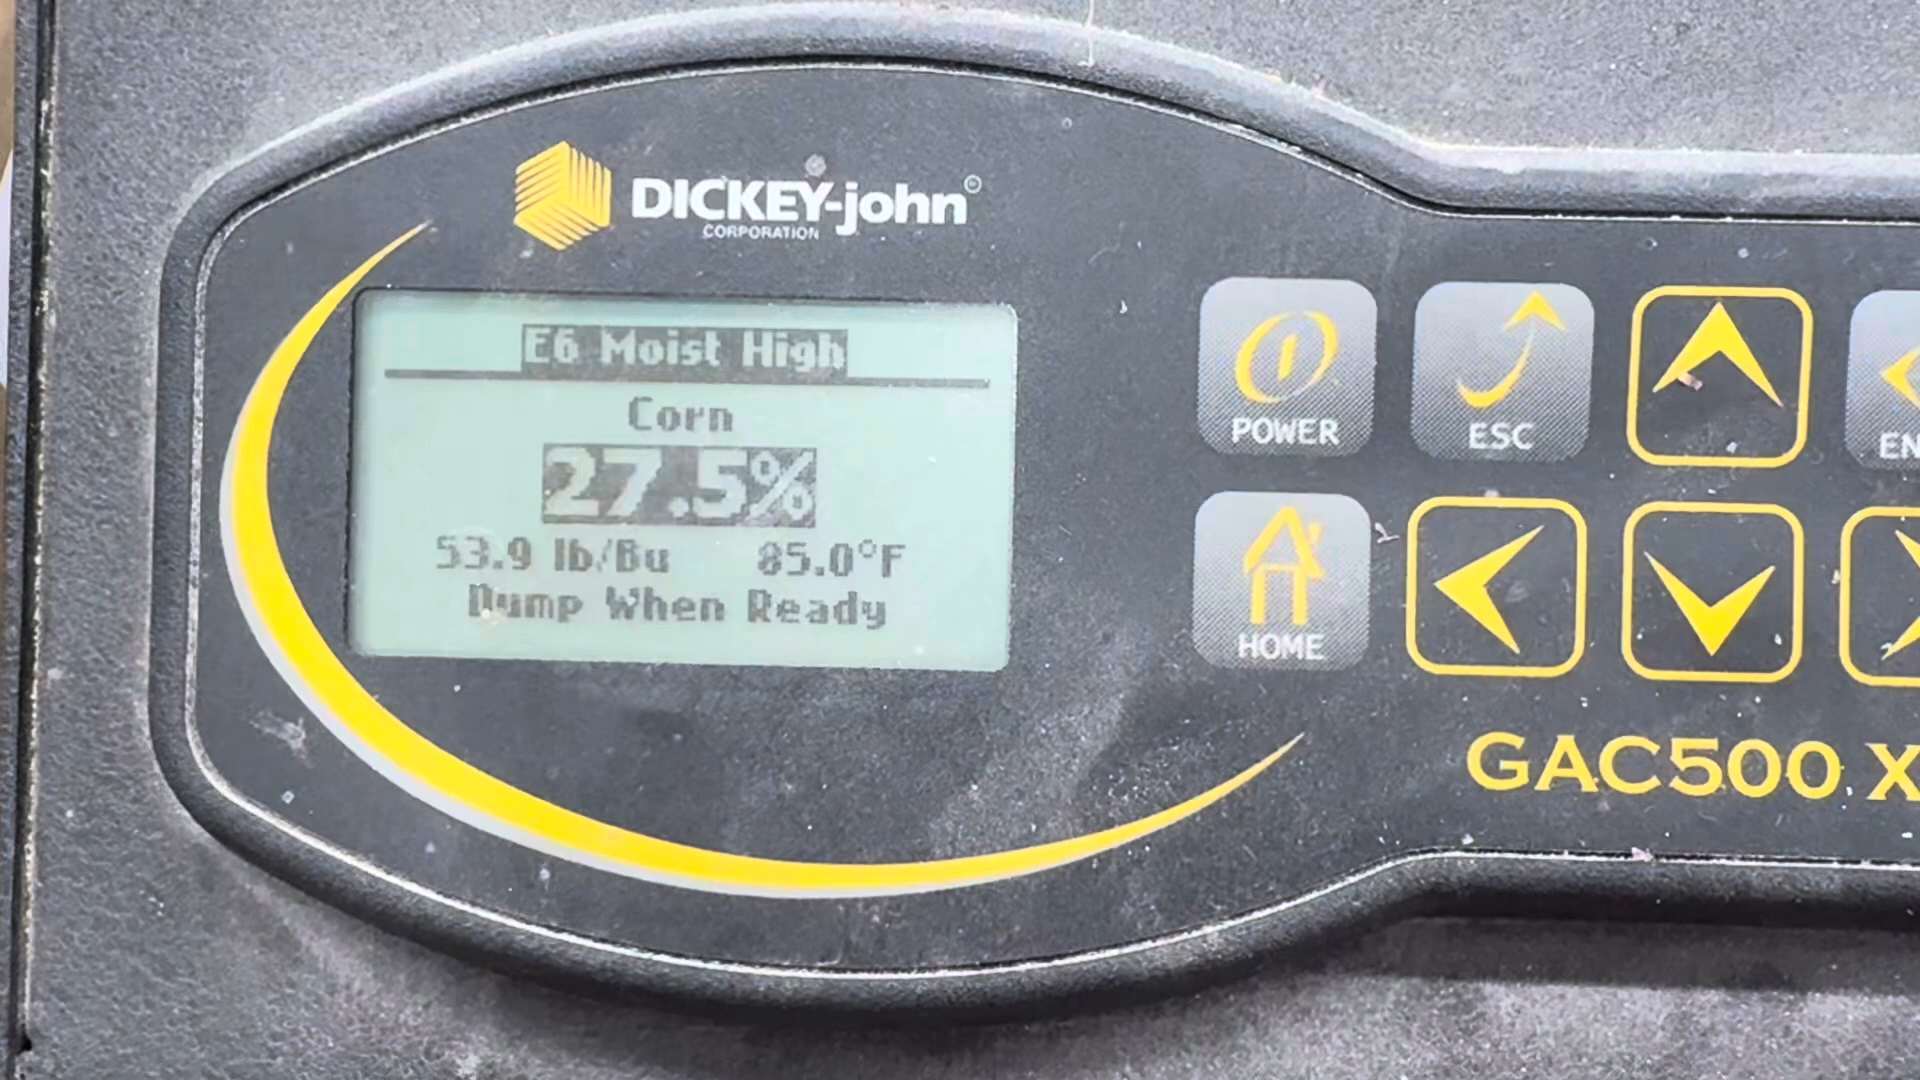 DICKEY-john®
CORPORATION
E6 Moist High
Corn
27.5%
53.9 lb/Bu 85.0°F
Dump When Ready
POWER
ESC
HOME
GAC500